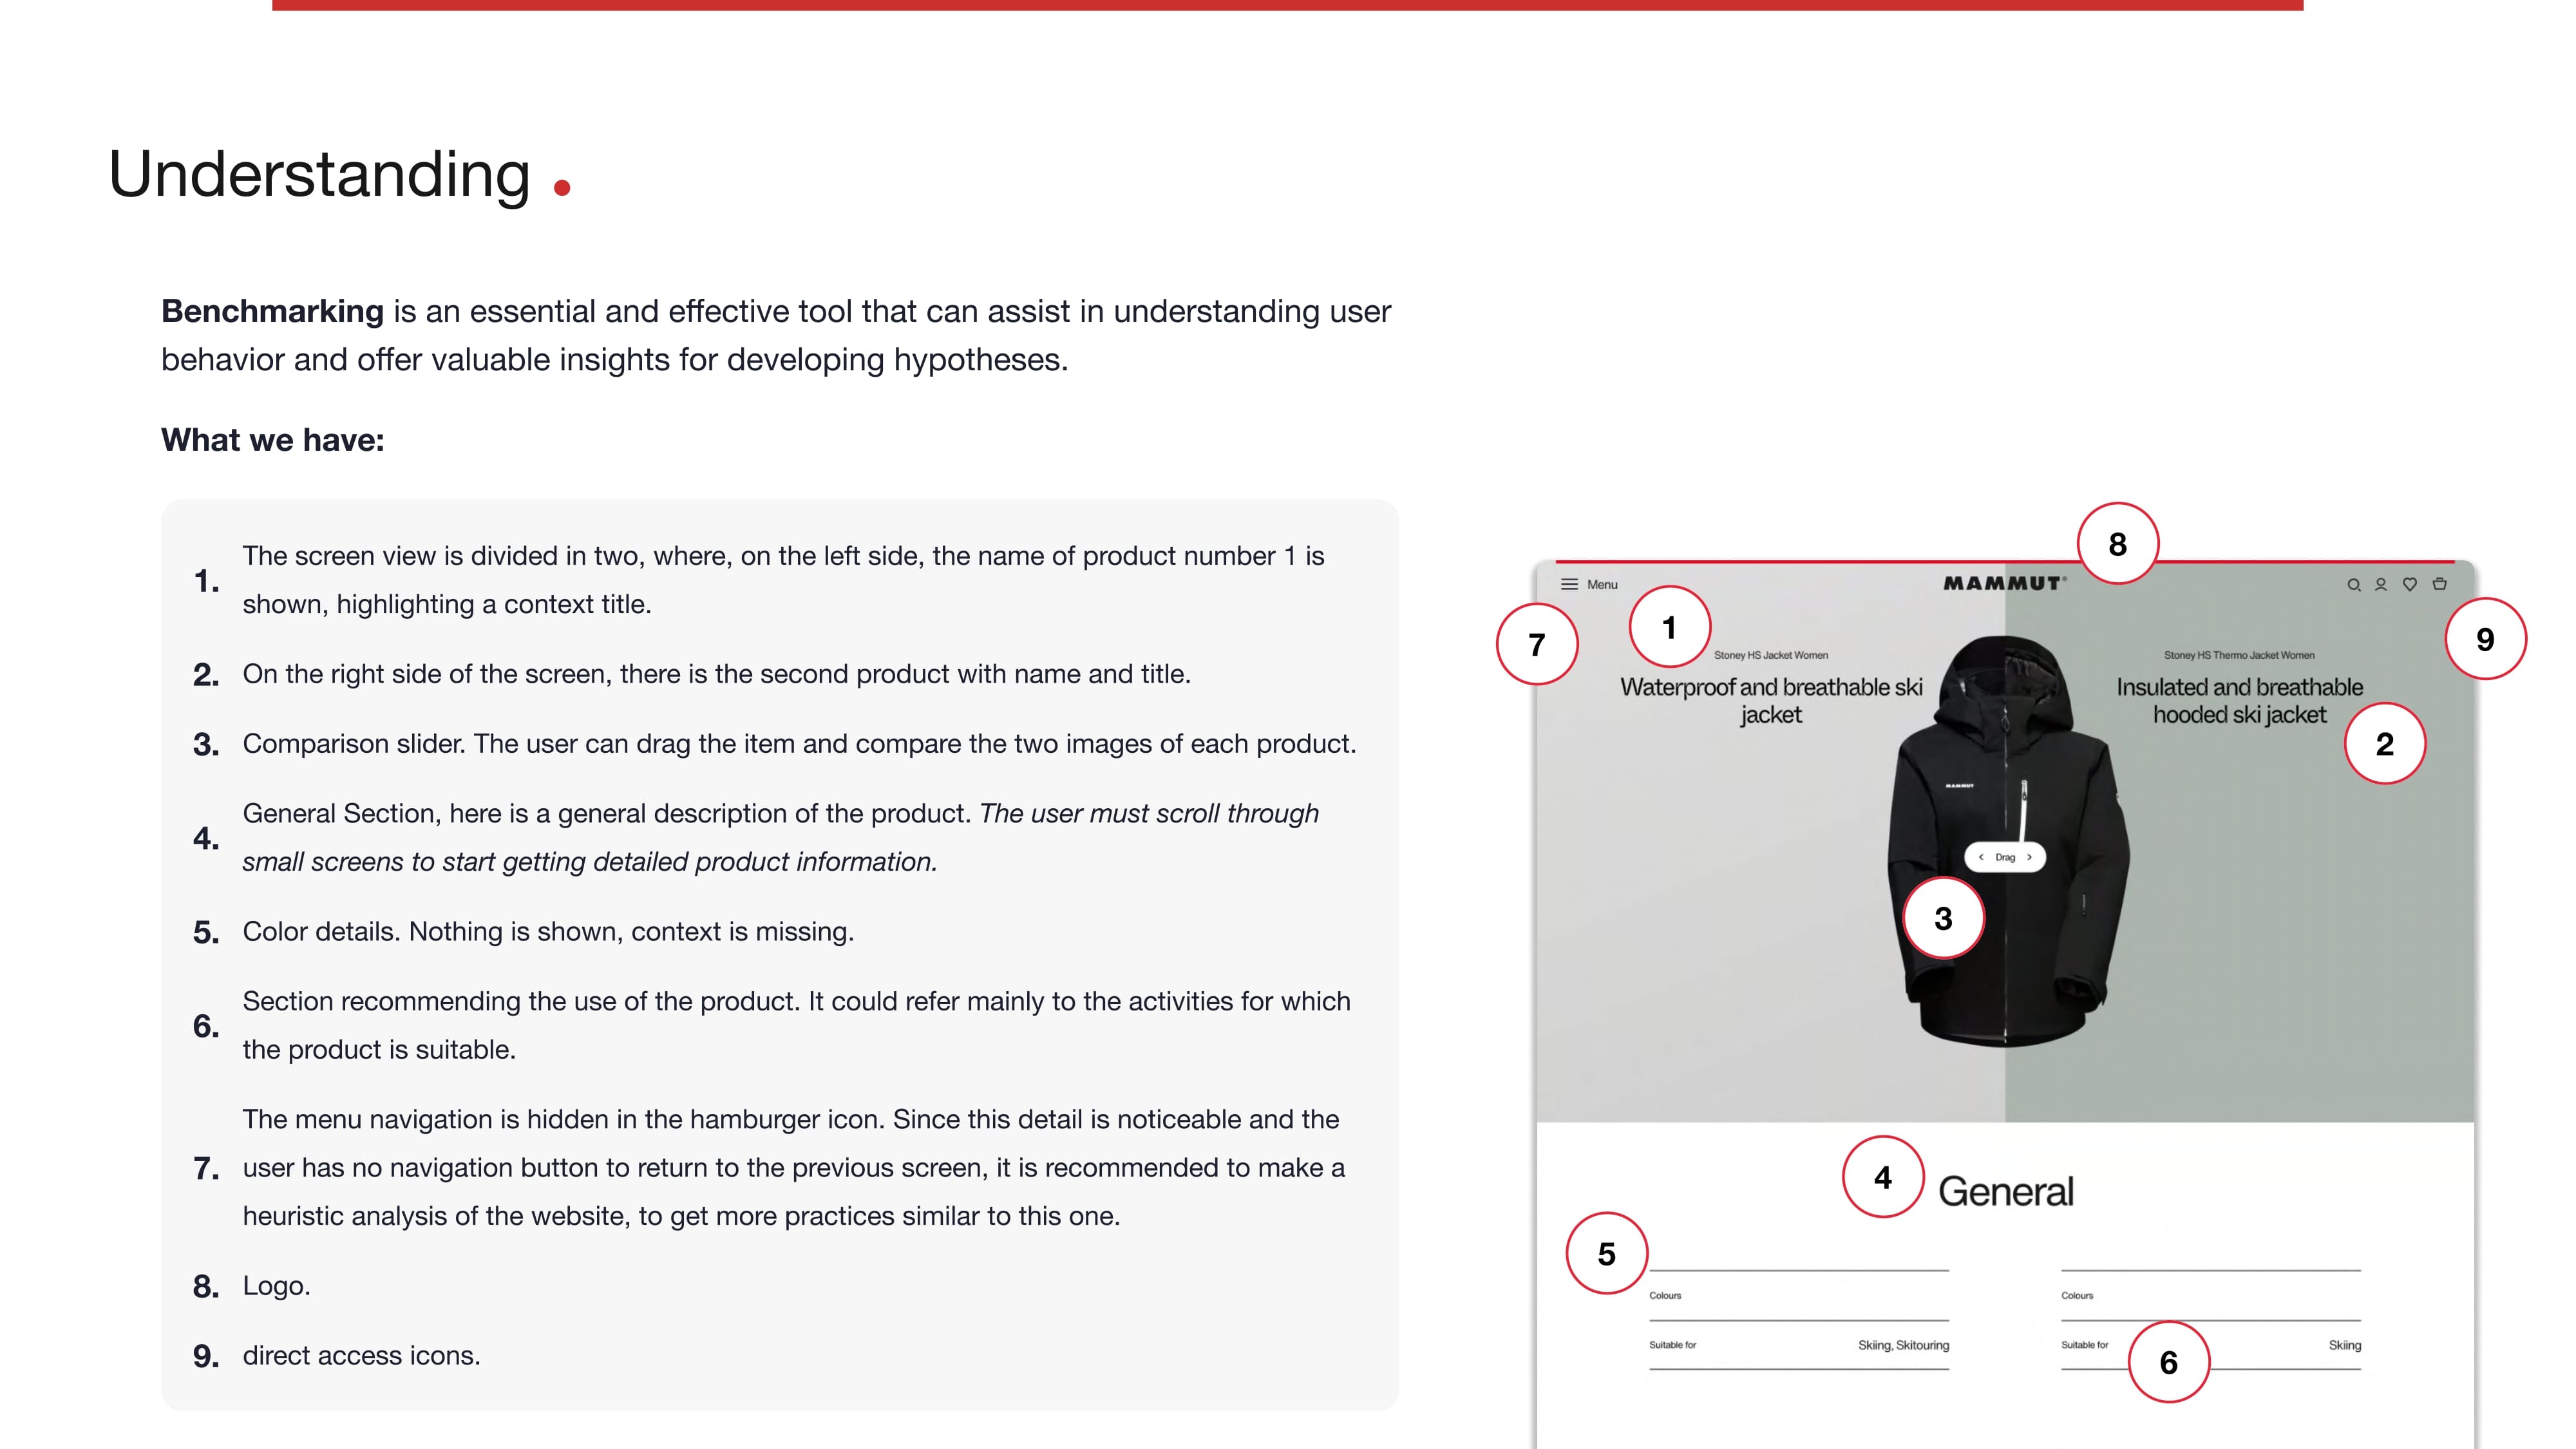 Understanding .
Benchmarking is an essential and effective tool that can assist in understanding user
behavior and offer valuable insights for developing hypotheses.
What we have:
1. The screen view is divided in two, where, on the left side, the name of product number 1 is
shown, highlighting a context title.
2. On the right side of the screen, there is the second product with name and title.
3. Comparison slider. The user can drag the item and compare the two images of each product.
4. General Section, here is a general description of the product. The user must scroll through
small screens to start getting detailed product information.
5. Color details. Nothing is shown, context is missing.
6. Section recommending the use of the product. It could refer mainly to the activities for which
the product is suitable.
7. The menu navigation is hidden in the hamburger icon. Since this detail is noticeable and the
user has no navigation button to return to the previous screen, it is recommended to make a
heuristic analysis of the website, to get more practices similar to this one.
8. Logo.
9. direct access icons.
8
Menu
MAMMUT
7
1
9
Stoney HS Jacket Women
Waterproof and breathable ski
jacket
Stoney HS Thermo Jacket Women
Insulated and breathable
hooded ski jacket
2
MAMMUT
< Drag >
3
4
General
5
Colours
Colours
Suitable for Skiing, Skitouring
Suitable for Skiing
6